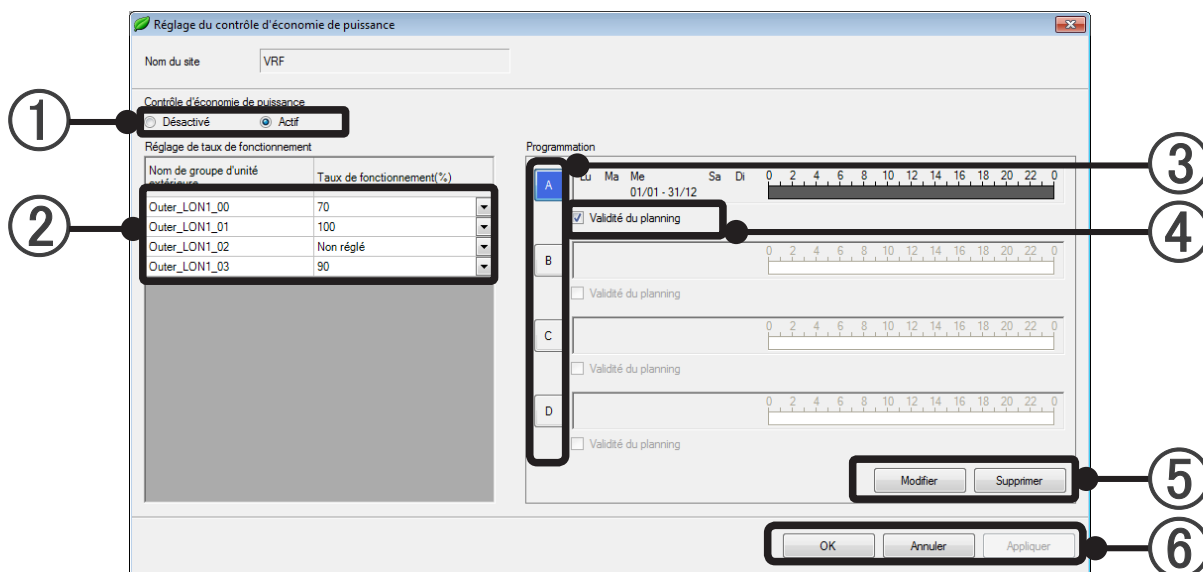 Réglage du contrôle d'économie de puissance
Nom du site VRF
Contrôle d'économie de puissance
① Désactivé Actif
Réglage de taux de fonctionnement
Nom de groupe d'unité extérieure Taux de fonctionnement(%)
②
Outer_LON1_00 70
Outer_LON1_01 100
Outer_LON1_02 Non réglé
Outer_LON1_03 90
Programmation
③
A Lu Ma Me Sa Di 0 2 4 6 8 10 12 14 16 18 20 22 0
01/01 - 31/12
Validité du planning ④
B 0 2 4 6 8 10 12 14 16 18 20 22 0
Validité du planning
C 0 2 4 6 8 10 12 14 16 18 20 22 0
Validité du planning
D 0 2 4 6 8 10 12 14 16 18 20 22 0
Validité du planning
Modifier Supprimer ⑤
OK Annuler Appliquer ⑥